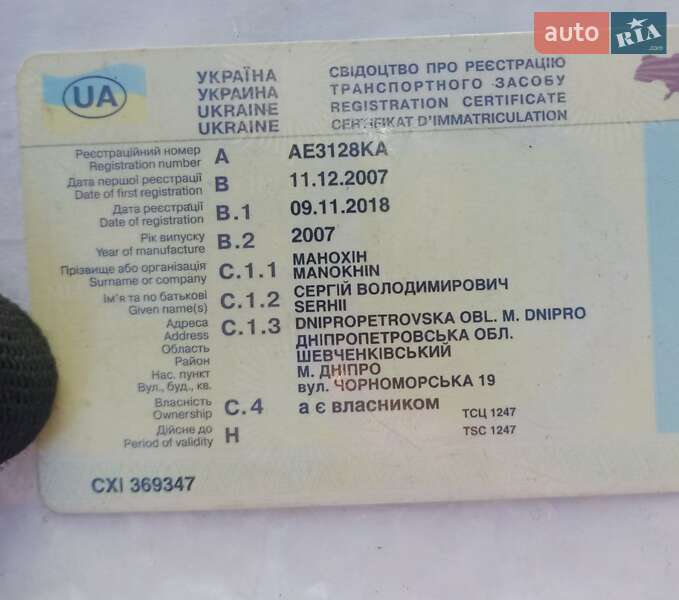 auto RIA.com
UA
УКРАЇНА
УКРАИНА
UKRAINE
UKRAINE
СВІДОЦТВО ПРО РЕЄСТРАЦІЮ
ТРАНСПОРТНОГО ЗАСОБУ
REGISTRATION CERTIFICATE
CERTIFIKAT D'IMMATRICULATION
Реєстраційний номер
Registration number A AE3128KA
Дата першої реєстрації
Date of first registration B 11.12.2007
Дата реєстрації
Date of registration B.1 09.11.2018
Рік випуску
Year of manufacture B.2 2007
Прізвище або організація
Surname or company C.1.1 МАНОХІН
MANOKHIN
Ім'я та по батькові
Given name(s) C.1.2 СЕРГІЙ ВОЛОДИМИРОВИЧ
SERHII
Адреса
Address C.1.3 DNIPROPETROVSKA OBL. M. DNIPRO
Область ДНІПРОПЕТРОВСЬКА ОБЛ.
Район ШЕВЧЕНКІВСЬКИЙ
Нас. пункт М. ДНІПРО
Вул., буд., кв. вул. ЧОРНОМОРСЬКА 19
Власність
Ownership C.4 а є власником
ТСЦ 1247
Дійсне до
Period of validity H
TSC 1247
CXI 369347